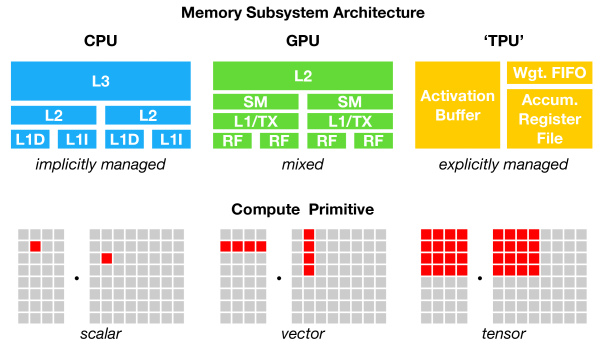 Memory Subsystem Architecture
CPU
GPU
‘TPU’
L3
L2 L2
L1D L1I L1D L1I
implicitly managed
L2
SM SM
L1/TX L1/TX
RF RF RF RF
mixed
Activation
Buffer
Wgt. FIFO
Accum.
Register
File
explicitly managed
Compute Primitive
scalar
vector
tensor